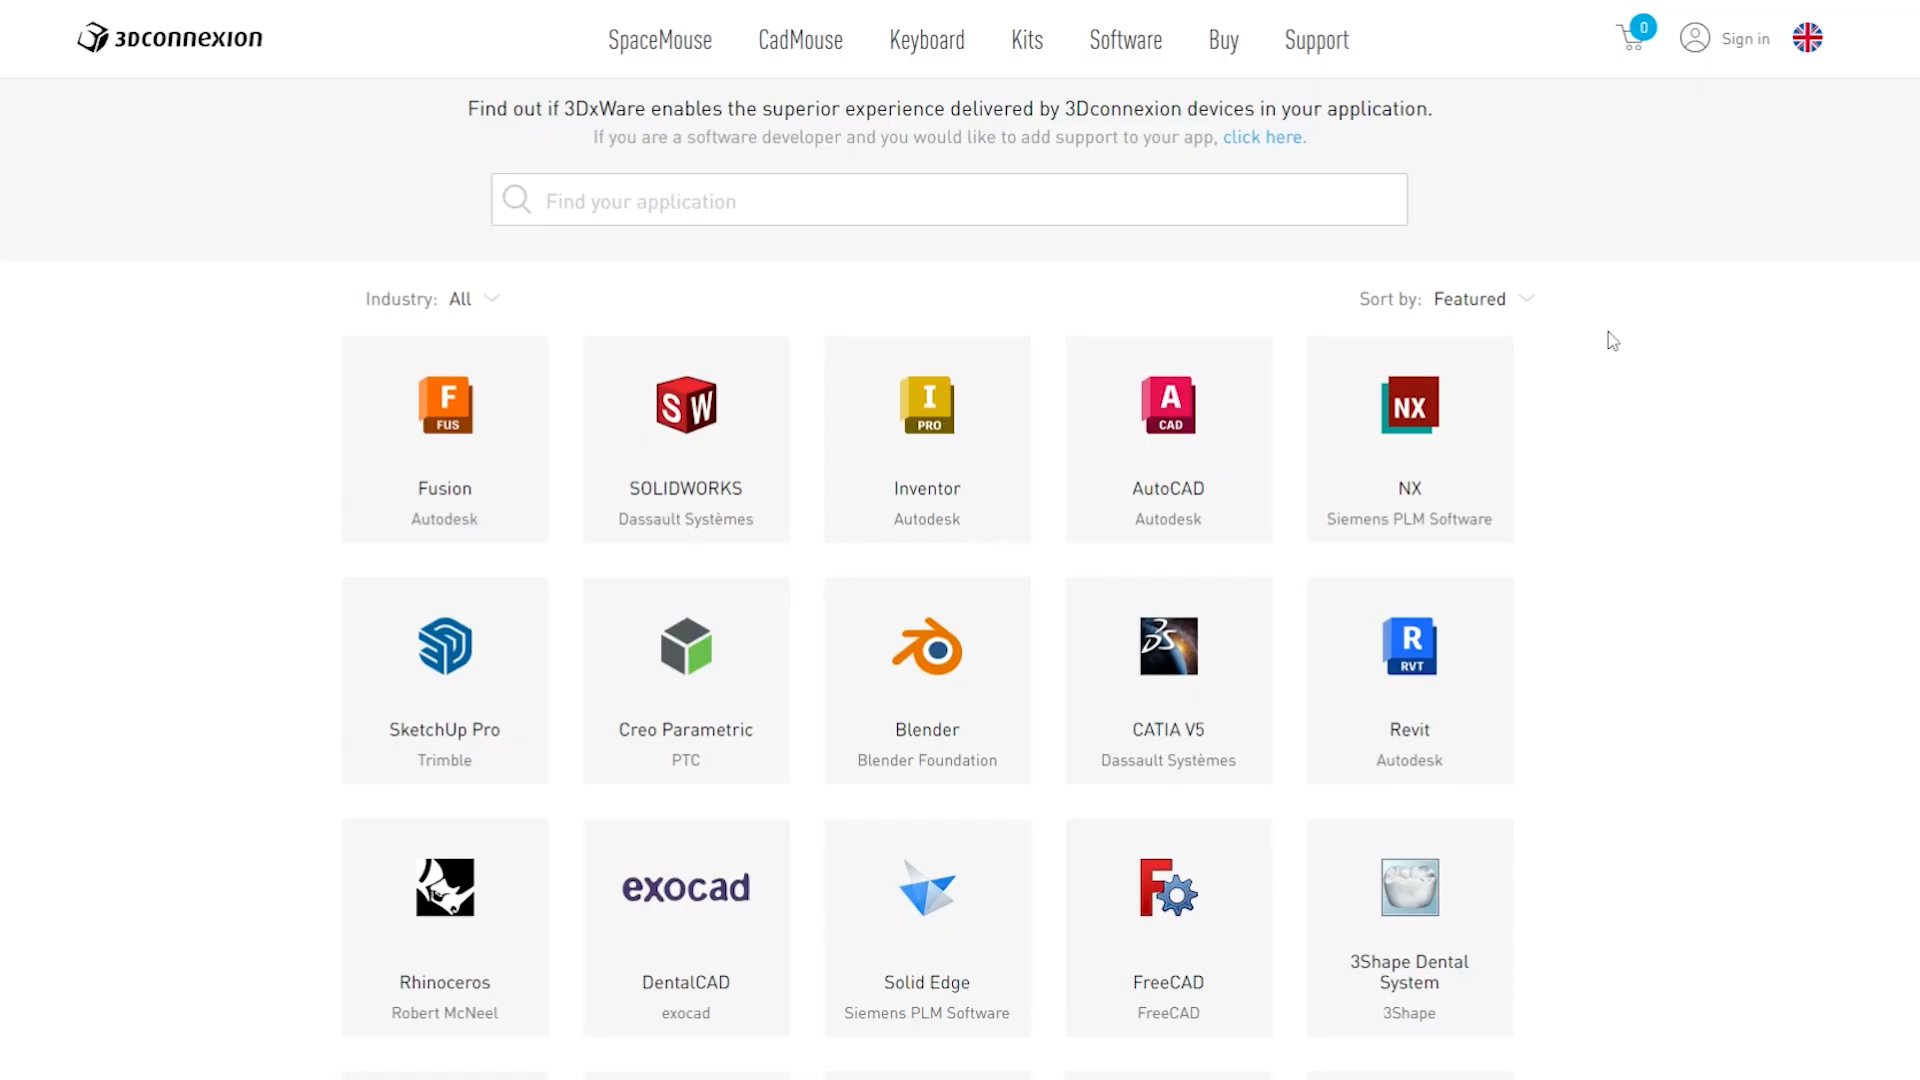 3Dconnexion
SpaceMouse CadMouse Keyboard Kits Software Buy Support
0
Sign in
Find out if 3DxWare enables the superior experience delivered by 3Dconnexion devices in your application.
If you are a software developer and you would like to add support to your app, click here.
Find your application
Industry: All
Sort by: Featured
F
FUS
Fusion
Autodesk
SW
SOLIDWORKS
Dassault Systèmes
I
PRO
Inventor
Autodesk
A
CAD
AutoCAD
Autodesk
NX
NX
Siemens PLM Software
SketchUp Pro
Trimble
Creo Parametric
PTC
Blender
Blender Foundation
CATIA V5
Dassault Systèmes
R
RVT
Revit
Autodesk
Rhinoceros
Robert McNeel
exocad
DentalCAD
exocad
Solid Edge
Siemens PLM Software
F
FreeCAD
FreeCAD
3Shape Dental
System
3Shape